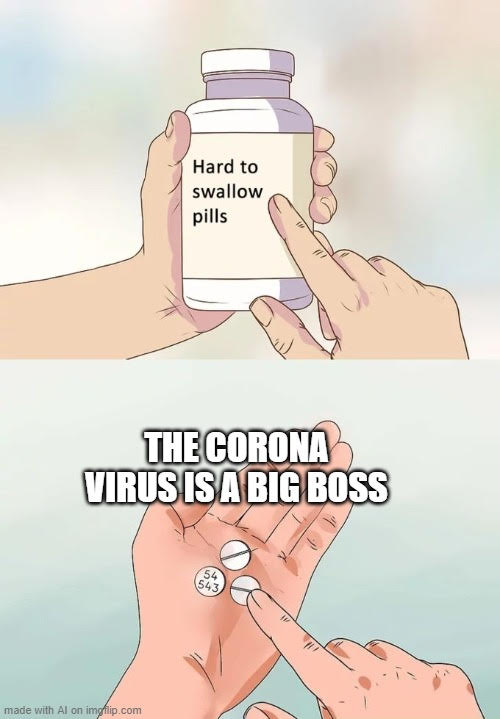 Hard to
swallow
pills
THE CORONA
VIRUS IS A BIG BOSS
54
543
made with AI on imgflip.com